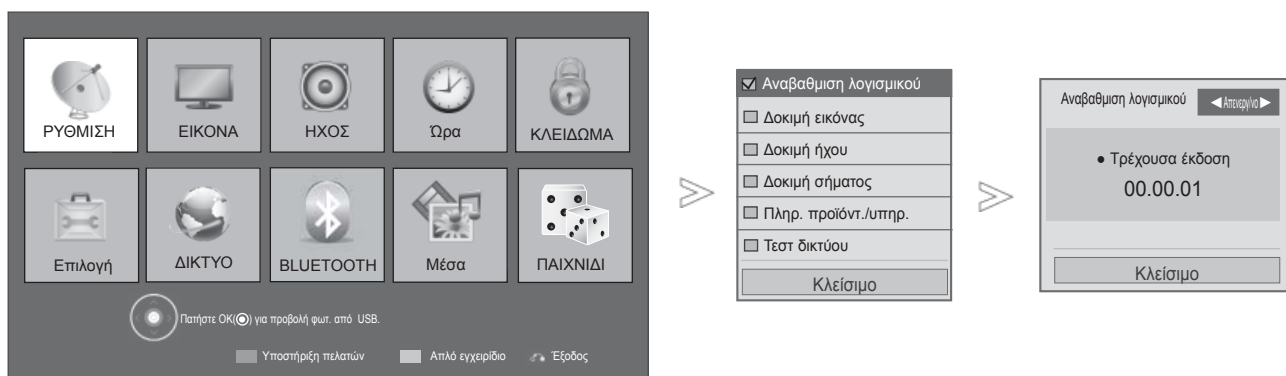 ΡΥΘΜΙΣΗ
ΕΙΚΟΝΑ
ΗΧΟΣ
Ώρα
ΚΛΕΙΔΩΜΑ
Επιλογή
ΔΙΚΤΥΟ
BLUETOOTH
Μέσα
ΠΑΙΧΝΙΔΙ
Πατήστε OK(◉) για προβολή φωτ. από USB.
Υποστήριξη πελατών
Απλό εγχειρίδιο
Έξοδος
Αναβαθμιση λογισμικού
Δοκιμή εικόνας
Δοκιμή ήχου
Δοκιμή σήματος
Πληρ. προϊόντ./υπηρ.
Τεστ δικτύου
Κλείσιμο
Αναβαθμιση λογισμικού ◀ Απενεργ/νο ▶
● Τρέχουσα έκδοση
00.00.01
Κλείσιμο